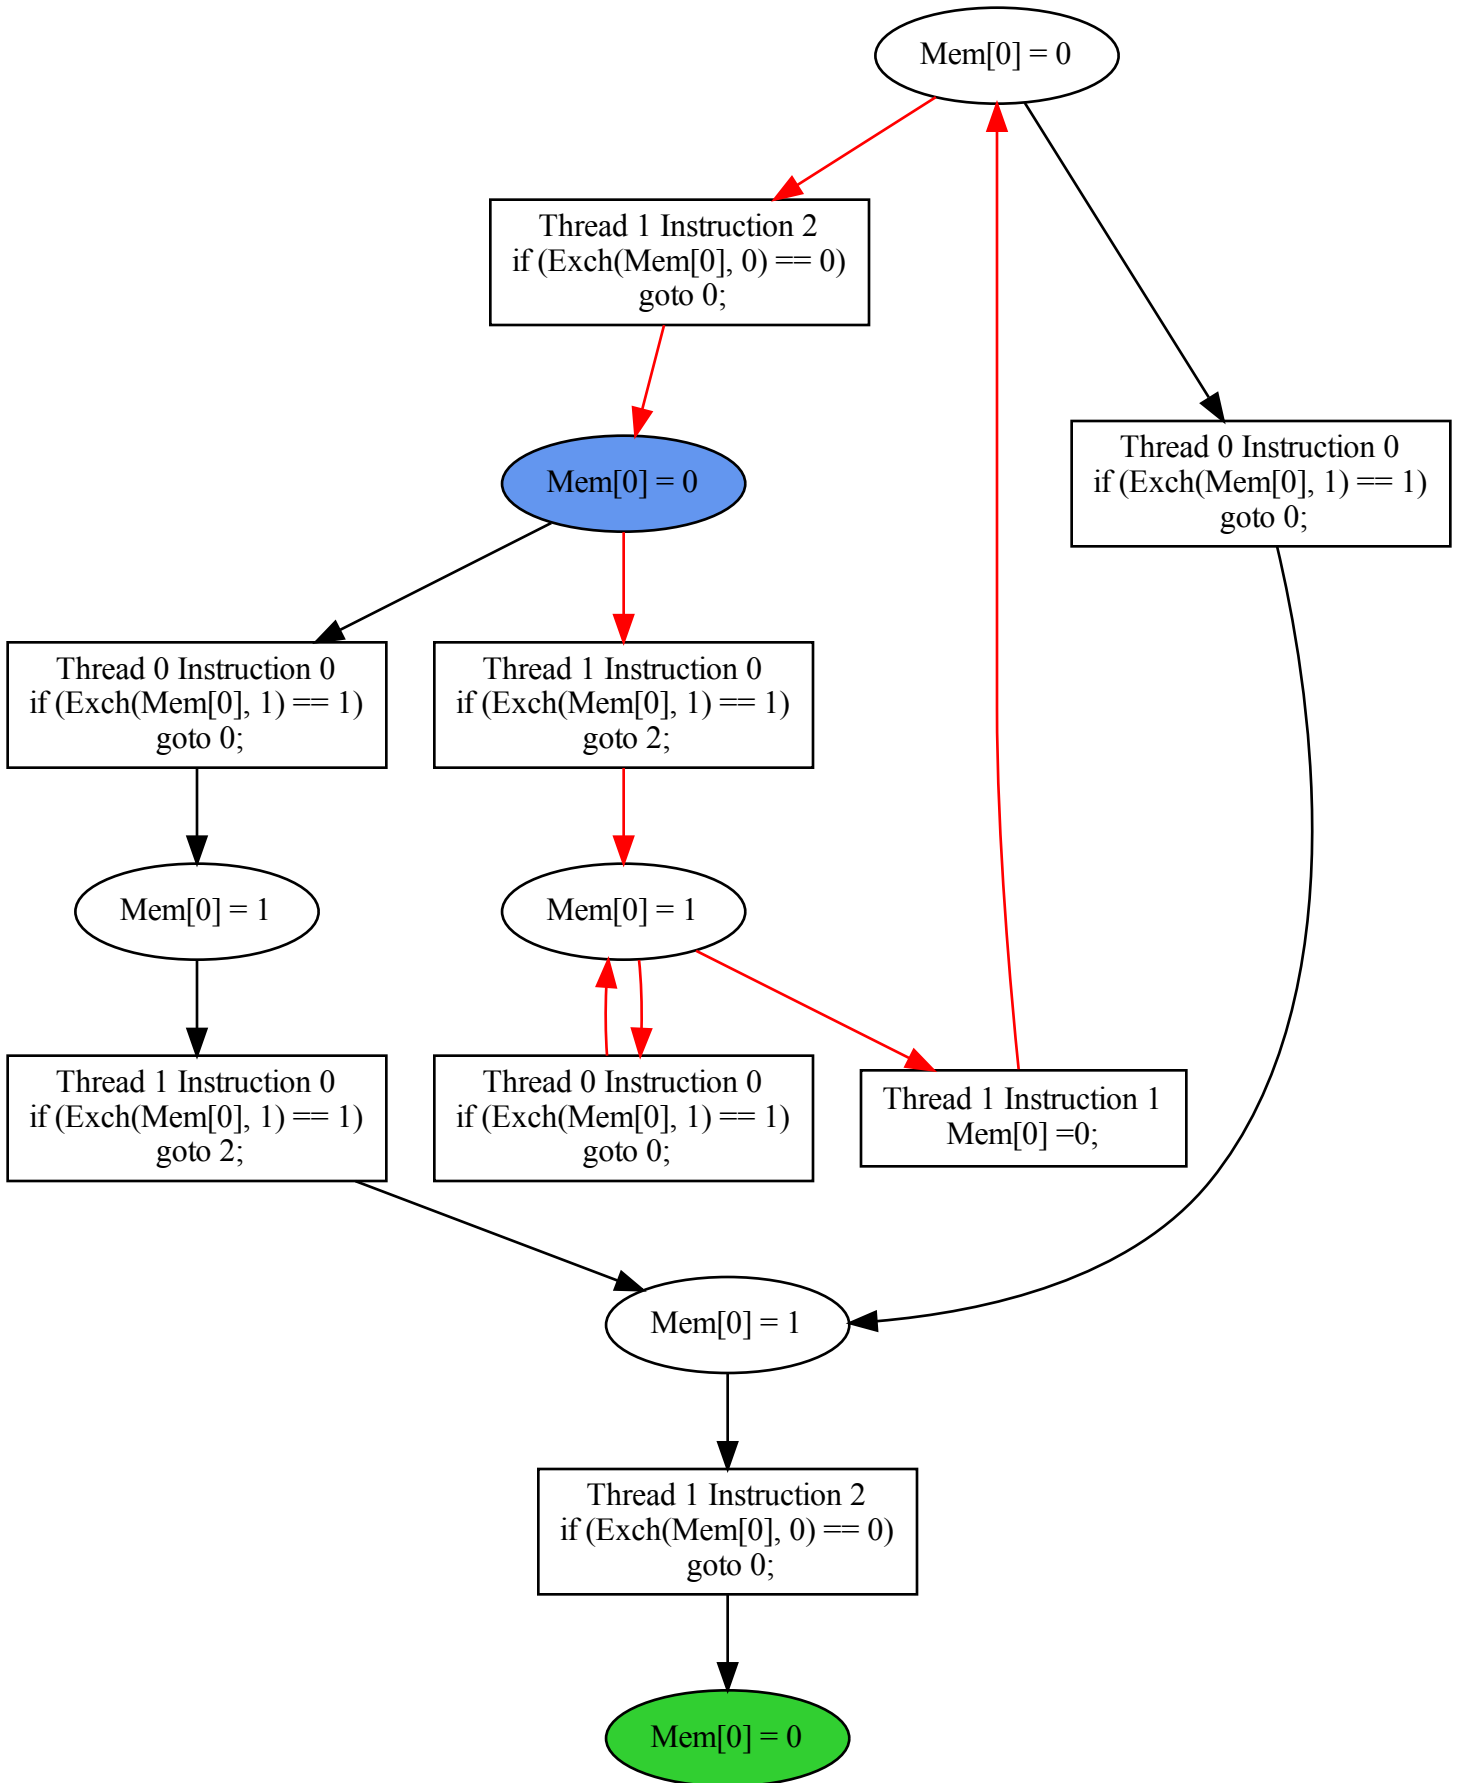 Mem[0] = 0
Thread 1 Instruction 2
if (Exch(Mem[0], 0) == 0)
goto 0;
Thread 0 Instruction 0
if (Exch(Mem[0], 1) == 1)
goto 0;
Mem[0] = 0
Thread 0 Instruction 0
if (Exch(Mem[0], 1) == 1)
goto 0;
Thread 1 Instruction 0
if (Exch(Mem[0], 1) == 1)
goto 2;
Mem[0] = 1
Mem[0] = 1
Thread 1 Instruction 0
if (Exch(Mem[0], 1) == 1)
goto 2;
Thread 0 Instruction 0
if (Exch(Mem[0], 1) == 1)
goto 0;
Thread 1 Instruction 1
Mem[0] =0;
Mem[0] = 1
Thread 1 Instruction 2
if (Exch(Mem[0], 0) == 0)
goto 0;
Mem[0] = 0